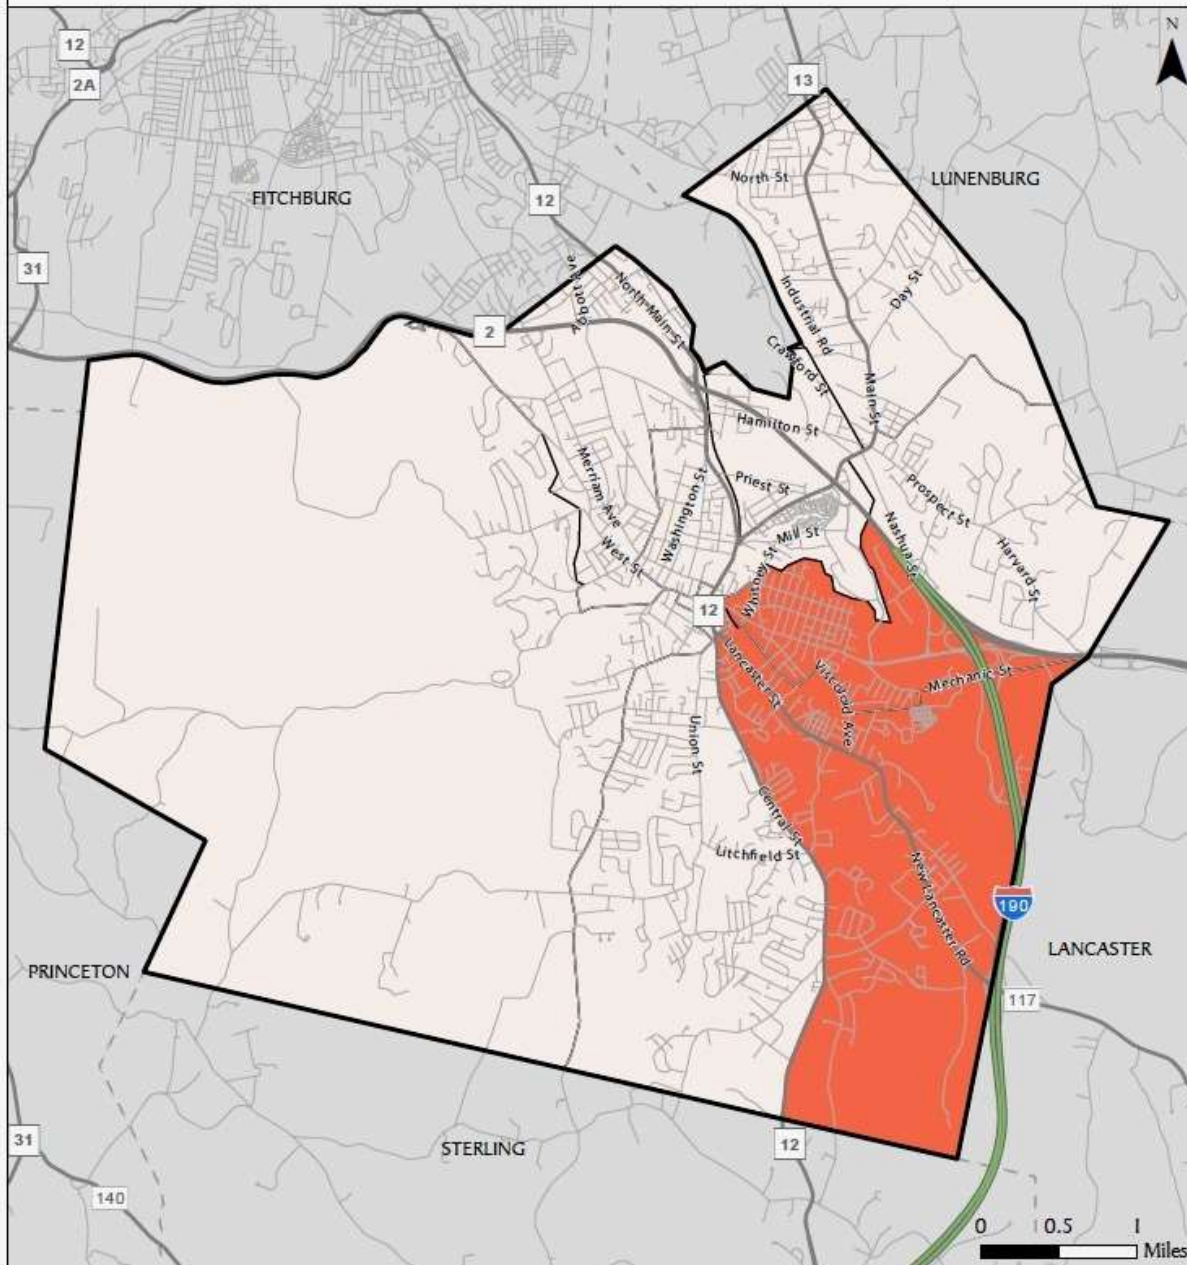 N
12
2A
13
North St
LUNENBURG
FITCHBURG
12
31
Abbott Ave
North Main St
Day St
Industrial Rd
2
Crawford St
Main St
Hamilton St
Merriam Ave
Priest St
Washington St
Prospect St
Mill St
Nashua St
West St
Harvard St
Whitney St
12
Lancaster St
Viscoloid Ave
Mechanic St
Union St
Central St
Litchfield St
New Lancaster Rd
190
LANCASTER
PRINCETON
117
31
STERLING
12
140
0 0.5 1
Miles